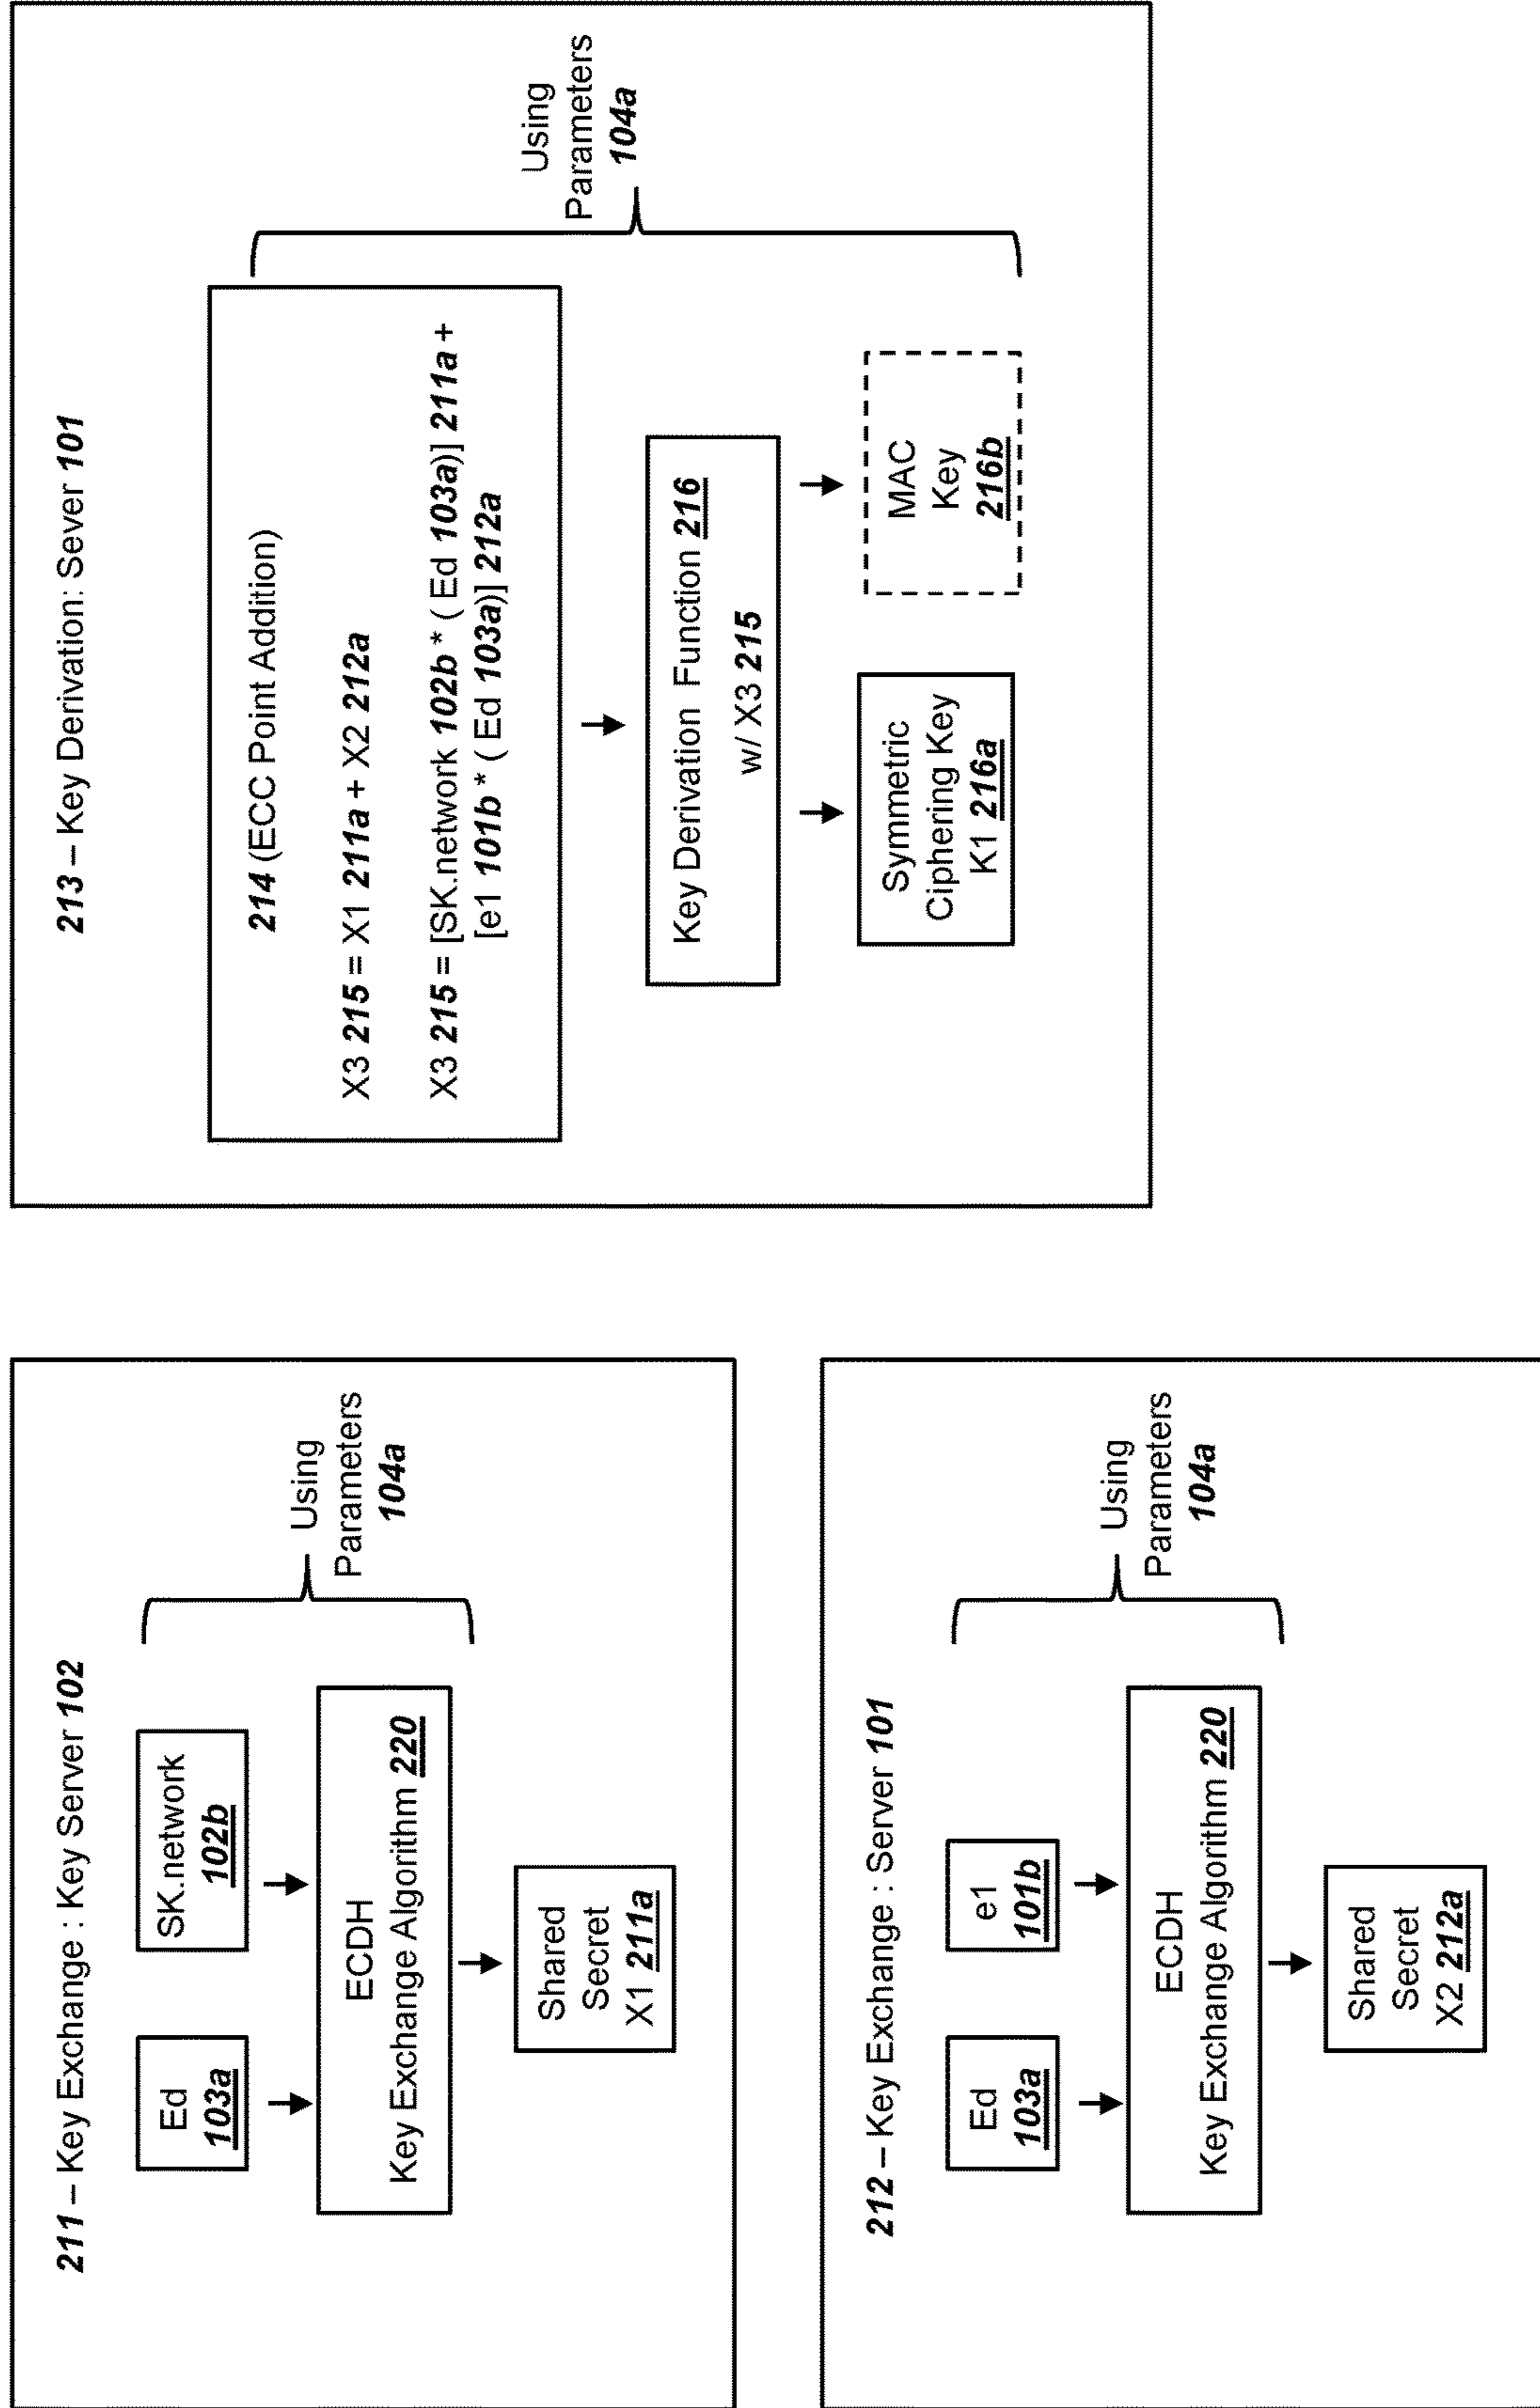 211 – Key Exchange : Key Server 102
Ed
103a
SK.network
102b
ECDH
Key Exchange Algorithm 220
Shared
Secret
X1 211a
Using
Parameters
104a
212 – Key Exchange : Server 101
Ed
103a
e1
101b
ECDH
Key Exchange Algorithm 220
Shared
Secret
X2 212a
Using
Parameters
104a
213 – Key Derivation: Sever 101
214 (ECC Point Addition)
X3 215 = X1 211a + X2 212a
X3 215 = [SK.network 102b * ( Ed 103a)] 211a +
[e1 101b * ( Ed 103a)] 212a
Key Derivation Function 216
w/ X3 215
Symmetric
Ciphering Key
K1 216a
MAC
Key
216b
Using
Parameters
104a